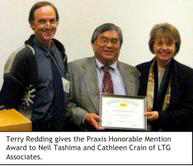 Terry Redding gives the Praxis Honorable Mention
Award to Neil Tashima and Cathleen Crain of LTG
Associates.